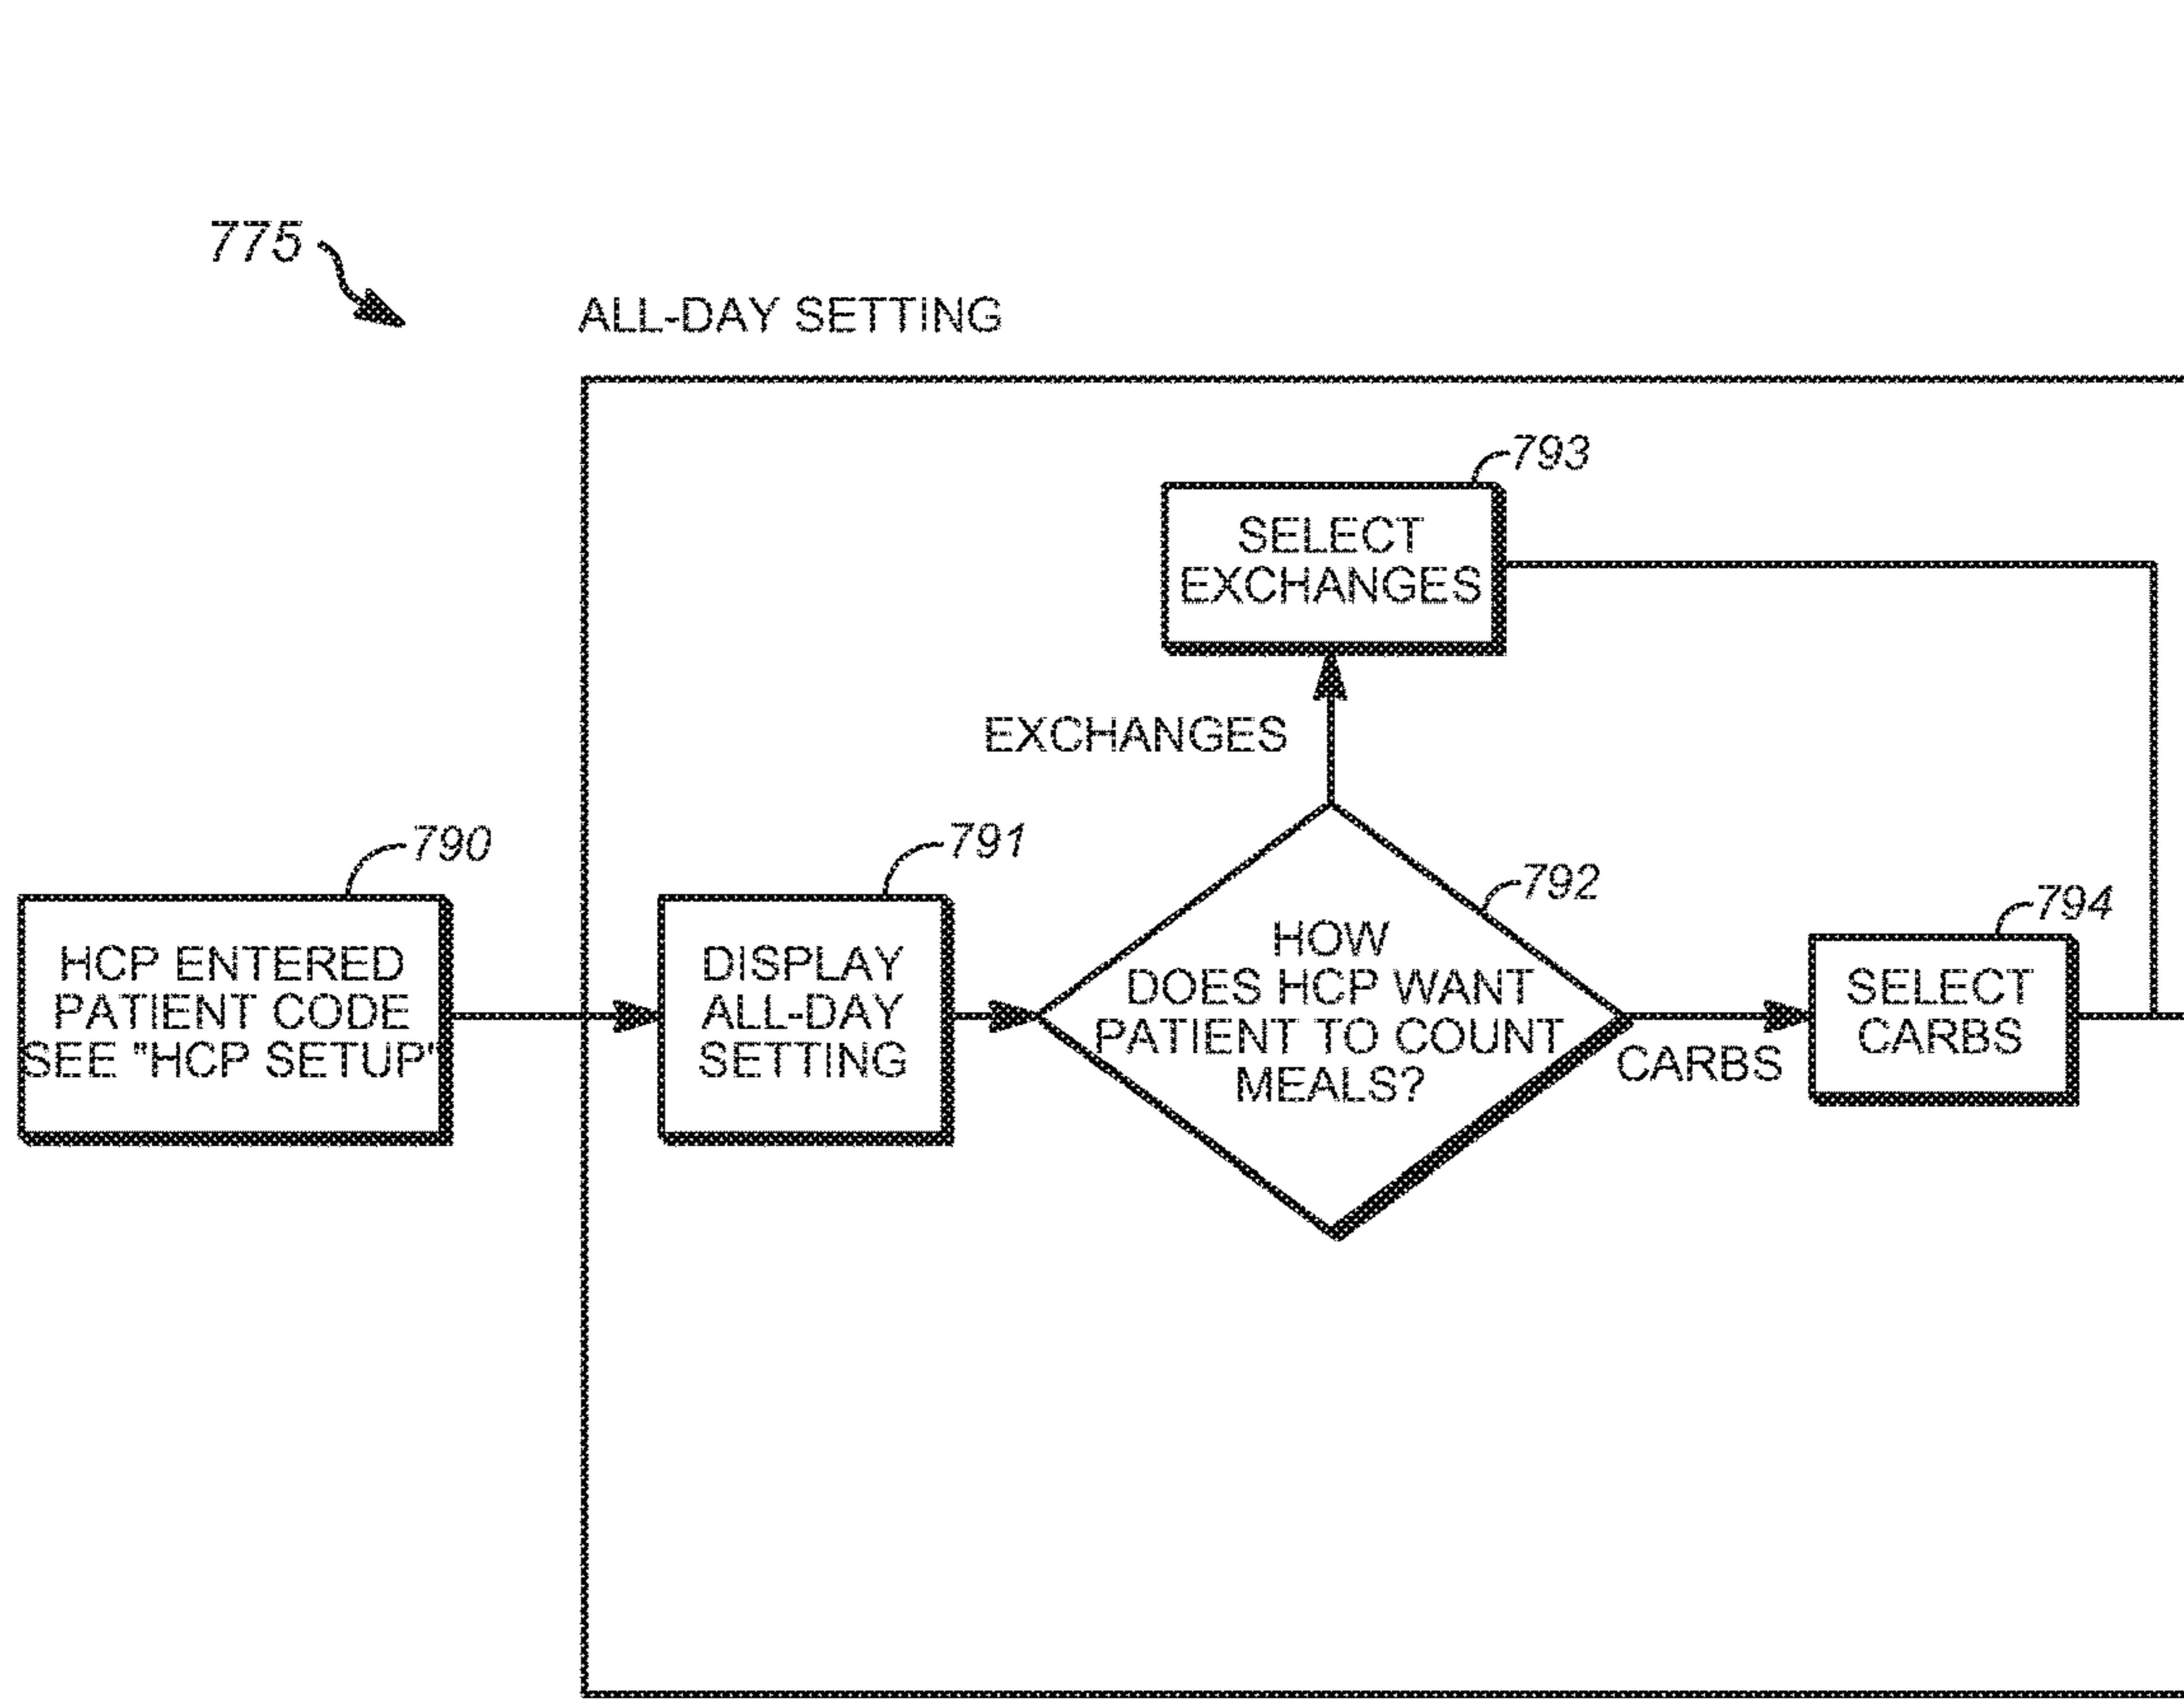 775
ALL-DAY SETTING
793
SELECT
EXCHANGES
EXCHANGES
790
HCP ENTERED
PATIENT CODE
SEE "HCP SETUP"
791
DISPLAY
ALL-DAY
SETTING
792
HOW
DOES HCP WANT
PATIENT TO COUNT
MEALS?
CARBS
794
SELECT
CARBS